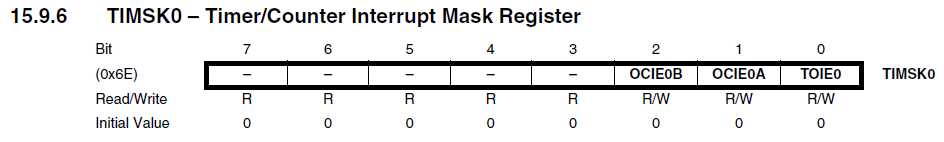 15.9.6 TIMSK0 – Timer/Counter Interrupt Mask Register
Bit 7 6 5 4 3 2 1 0
(0x6E) – – – – – OCIE0B OCIE0A TOIE0 TIMSK0
Read/Write R R R R R R/W R/W R/W
Initial Value 0 0 0 0 0 0 0 0